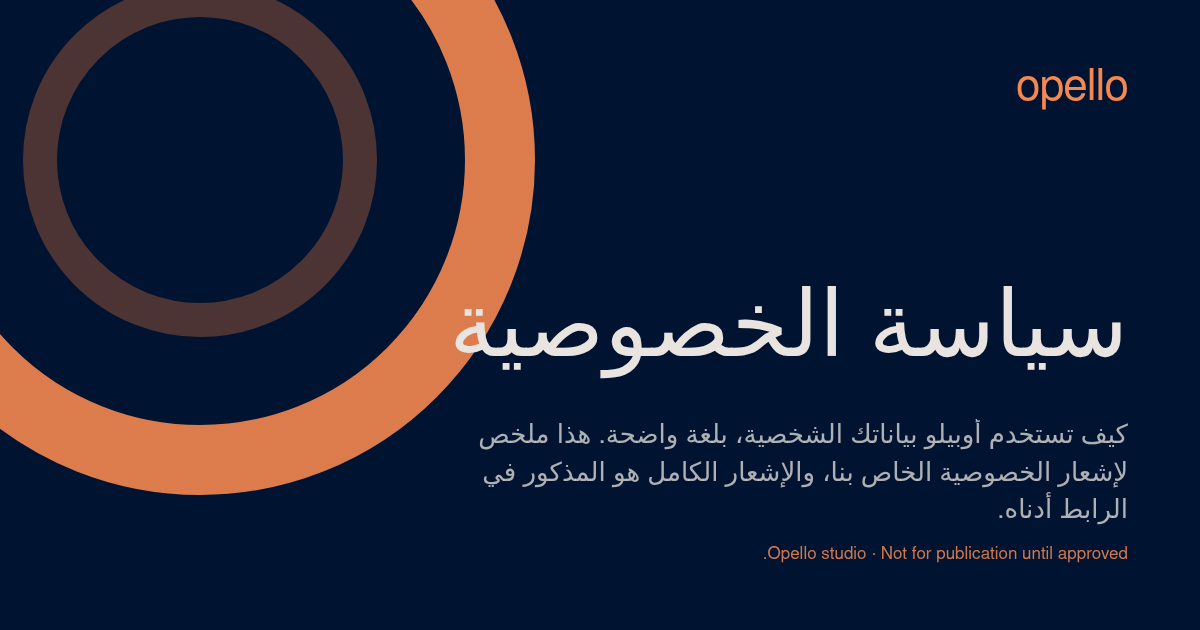 opello
سياسة الخصوصية
كيف تستخدم أوبيلو بياناتك الشخصية، بلغة واضحة. هذا ملخص
لإشعار الخصوصية الخاص بنا، والإشعار الكامل هو المذكور في
الرابط أدناه.
.Opello studio · Not for publication until approved